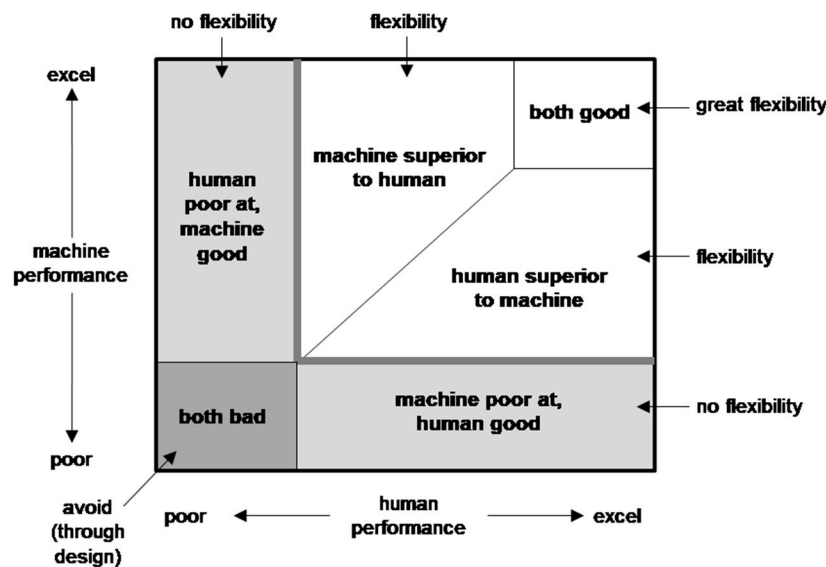 no flexibility
flexibility
excel
both good
great flexibility
machine superior
to human
human
poor at,
machine
good
machine
performance
human superior
to machine
flexibility
machine poor at,
human good
no flexibility
both bad
poor
avoid
(through
design)
poor
human
performance
excel